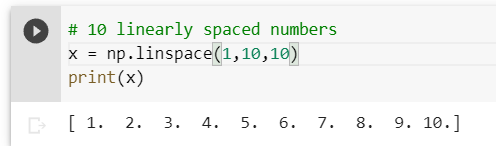 # 10 linearly spaced numbers
x = np.linspace(1,10,10)
print(x)
[ 1.  2.  3.  4.  5.  6.  7.  8.  9. 10.]